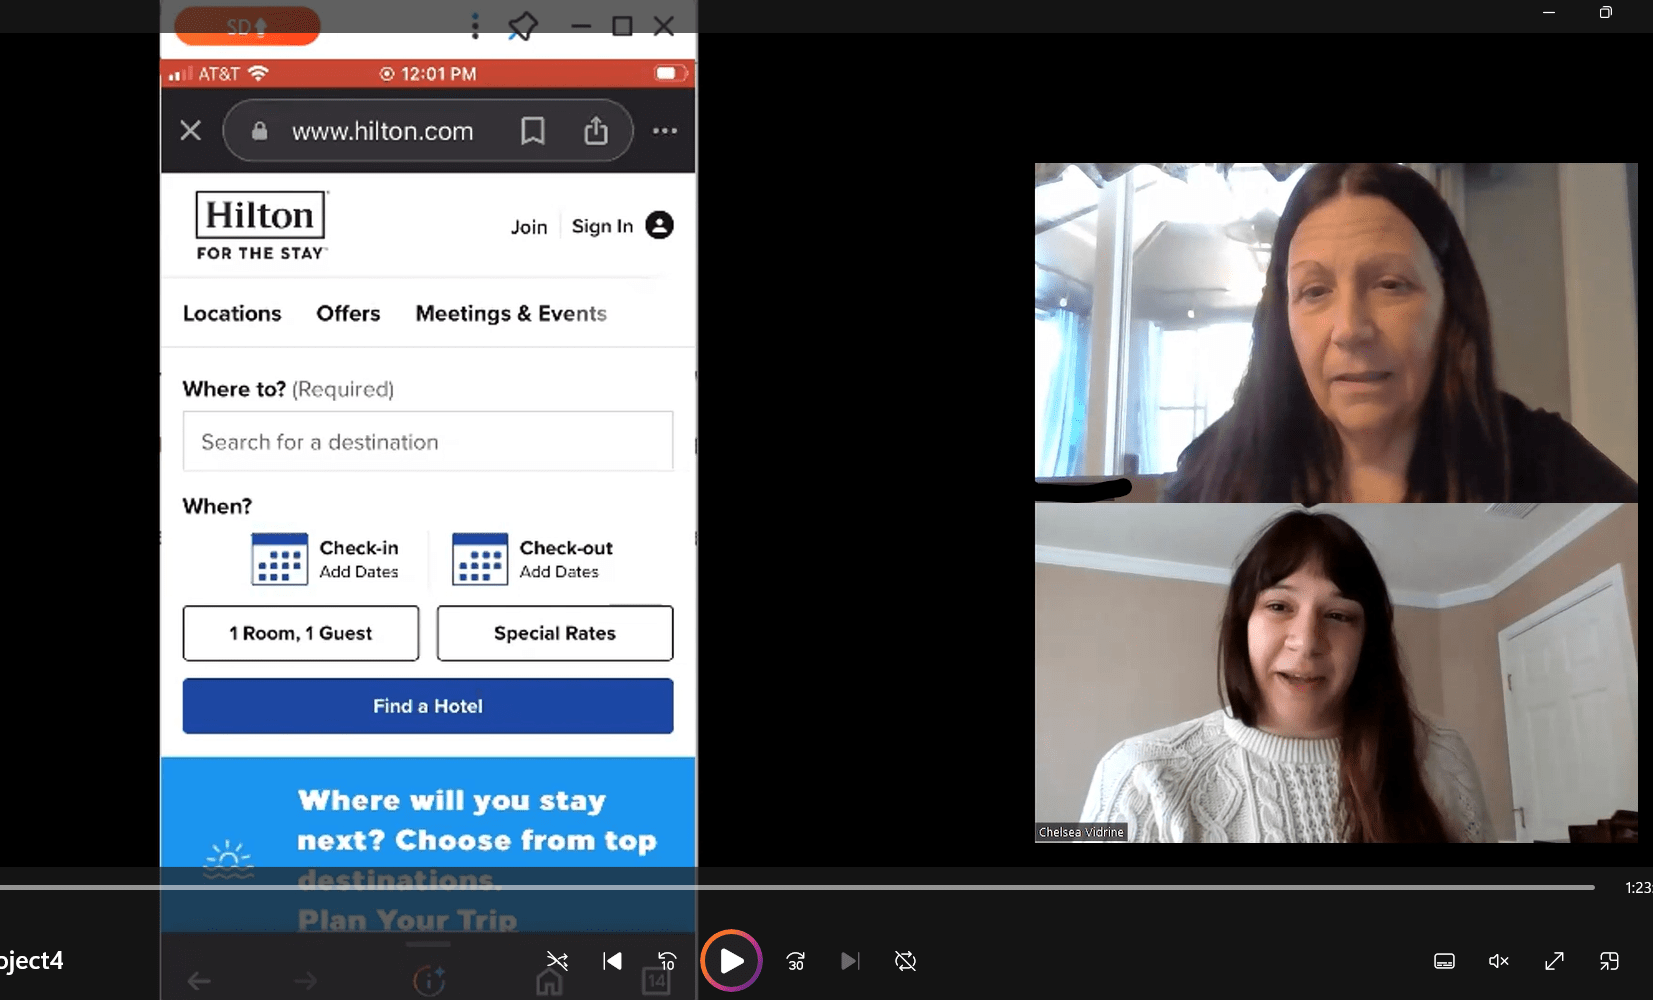 SD
AT&T 12:01 PM
www.hilton.com
Hilton
FOR THE STAY
Join Sign In
Locations Offers Meetings & Events
Where to? (Required)
Search for a destination
When?
Check-in Check-out
Add Dates Add Dates
1 Room, 1 Guest Special Rates
Find a Hotel
Where will you stay
next? Choose from top
destinations.
Plan Your Trip
Chelsea Vidrine
1:23:
oject4
10
30
14